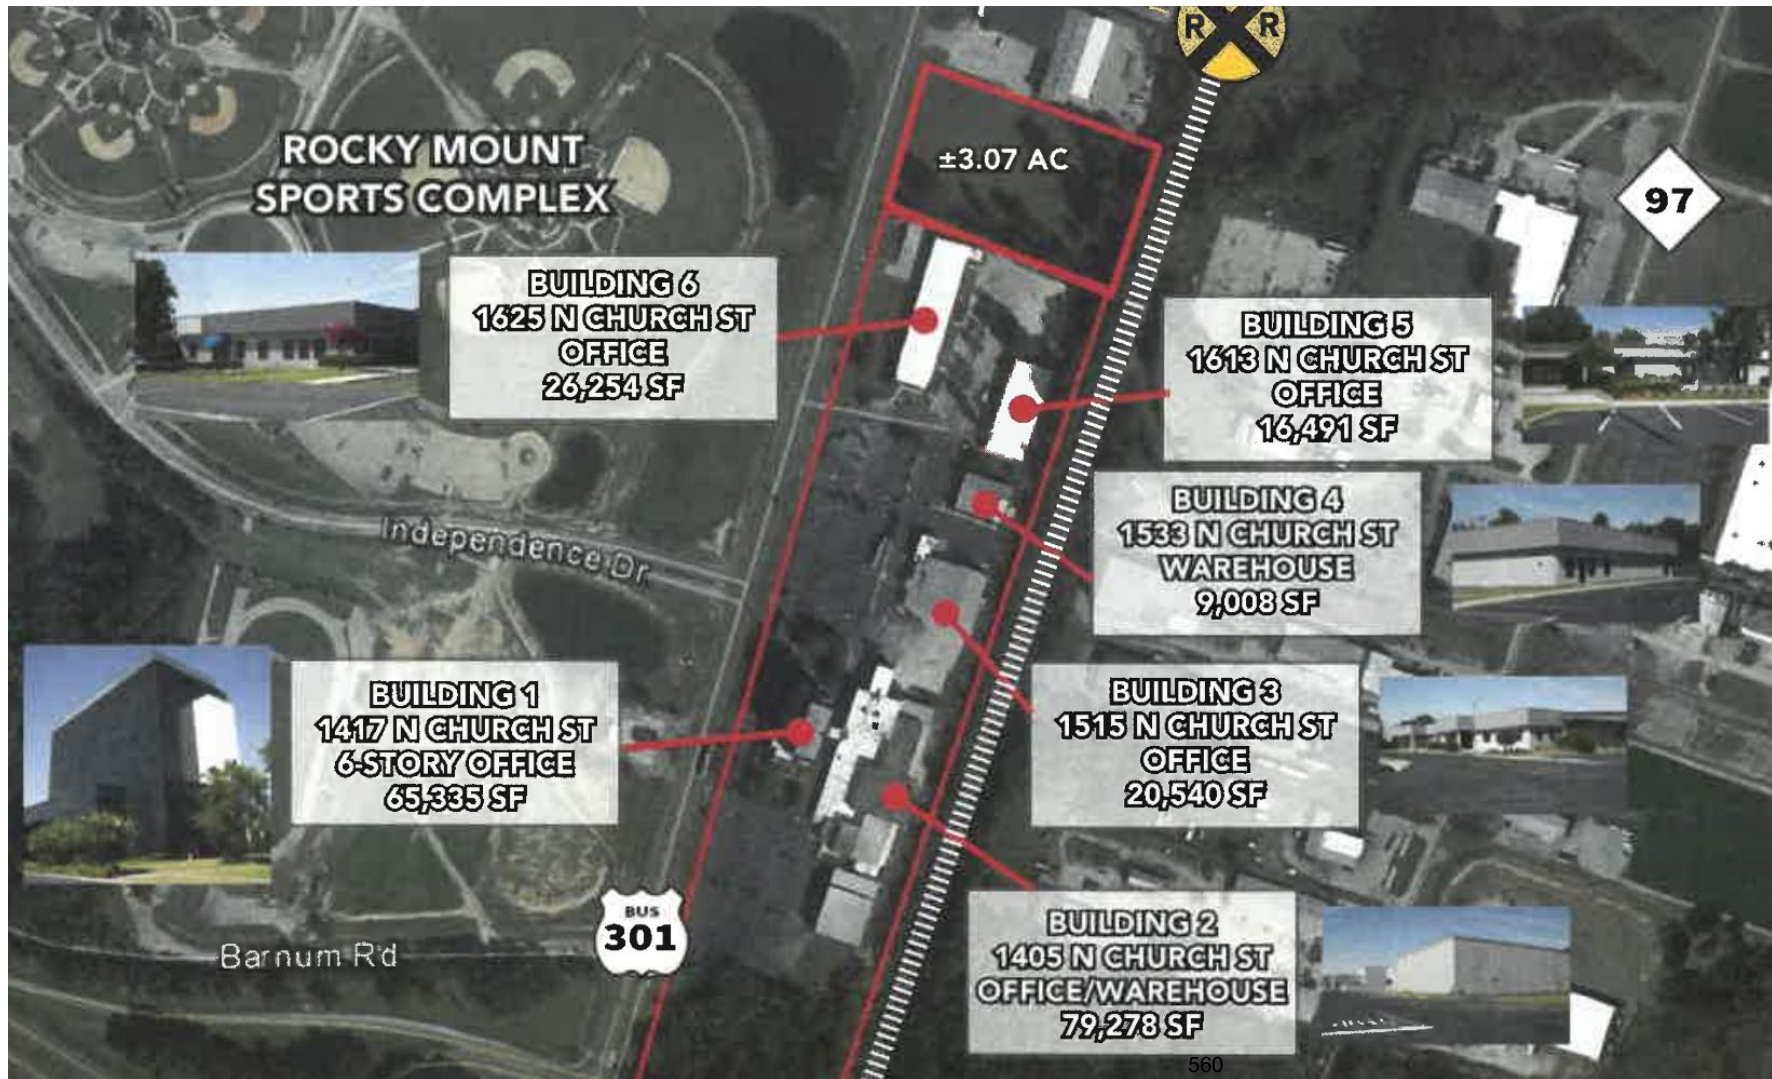 R R
ROCKY MOUNT
SPORTS COMPLEX
±3.07 AC
97
BUILDING 6
1625 N CHURCH ST
OFFICE
26,254 SF
BUILDING 5
1613 N CHURCH ST
OFFICE
16,491 SF
BUILDING 4
1533 N CHURCH ST
WAREHOUSE
9,008 SF
Independence Dr.
BUILDING 1
1417 N CHURCH ST
6-STORY OFFICE
65,335 SF
BUILDING 3
1515 N CHURCH ST
OFFICE
20,540 SF
BUS
301
Barnum Rd
BUILDING 2
1405 N CHURCH ST
OFFICE/WAREHOUSE
79,278 SF
560